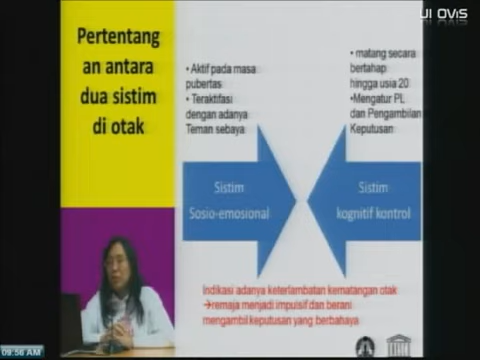 UI OViS
Pertentang
an antara
dua sistim
di otak
• Aktif pada masa
pubertas
• Teraktifasi
dengan adanya
Teman sebaya
• matang secara
bertahap
hingga usia 20
•Mengatur PL
dan Pengambilan
Keputusan
Sistim
Sosio-emosional
Sistim
kognitif kontrol
Indikasi adanya keterlambatan kematangan otak
→remaja menjadi impulsif dan berani
mengambil keputusan yang berbahaya
09:56 AM